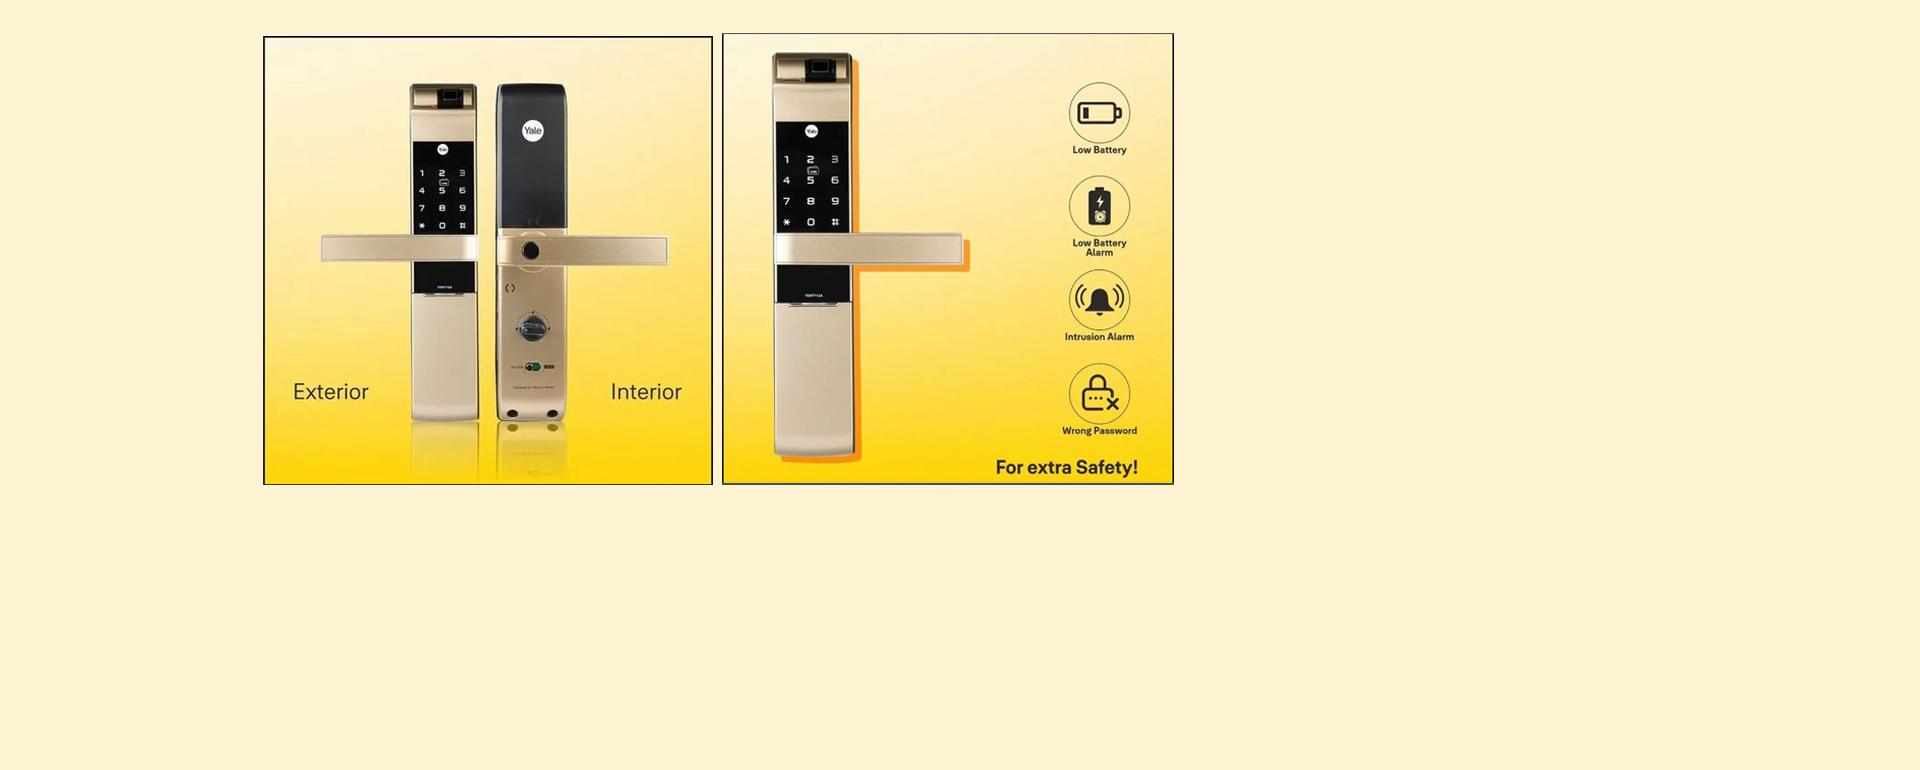 Yale
1 2 3
4 5 6
7 8 9
* 0 #
Yale
Exterior
Interior
Yale
1 2 3
4 5 6
7 8 9
* 0 #
Low Battery
Low Battery
Alarm
Intrusion Alarm
Wrong Password
For extra Safety!